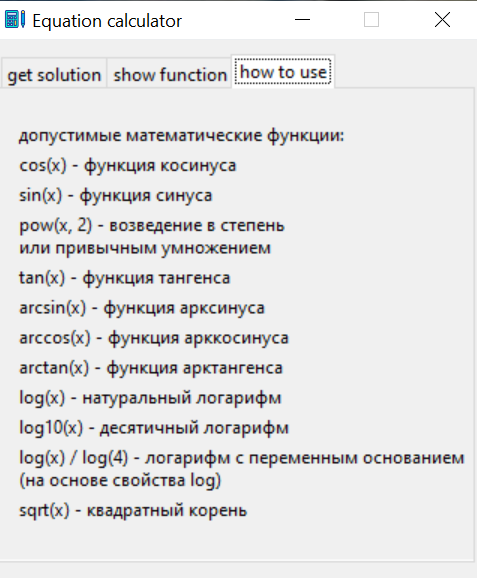 Equation calculator
get solution show function how to use
допустимые математические функции:
cos(x) - функция косинуса
sin(x) - функция синуса
pow(x, 2) - возведение в степень
или привычным умножением
tan(x) - функция тангенса
arcsin(x) - функция арксинуса
arccos(x) - функция арккосинуса
arctan(x) - функция арктангенса
log(x) - натуральный логарифм
log10(x) - десятичный логарифм
log(x) / log(4) - логарифм с переменным основанием
(на основе свойства log)
sqrt(x) - квадратный корень